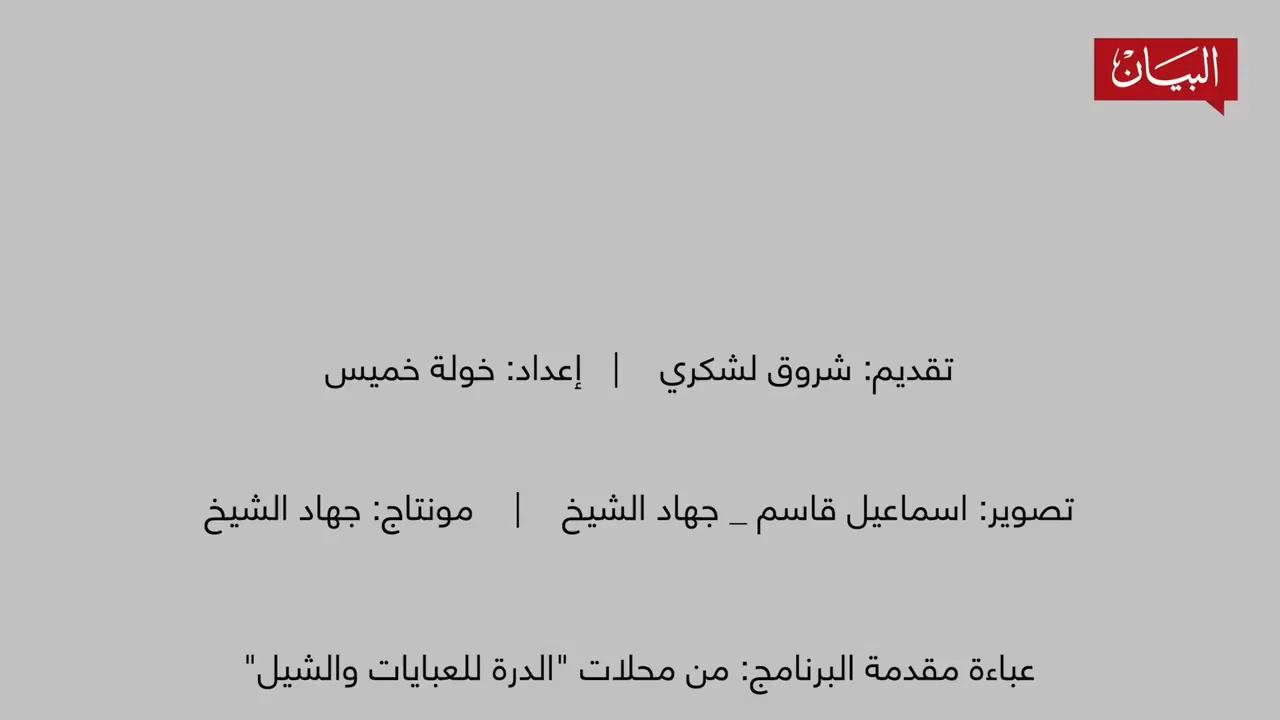 البيان
تقديم: شروق لشكري | إعداد: خولة خميس
تصوير: اسماعيل قاسم _ جهاد الشيخ | مونتاج: جهاد الشيخ
عباءة مقدمة البرنامج: من محلات "الدرة للعبايات والشيل"